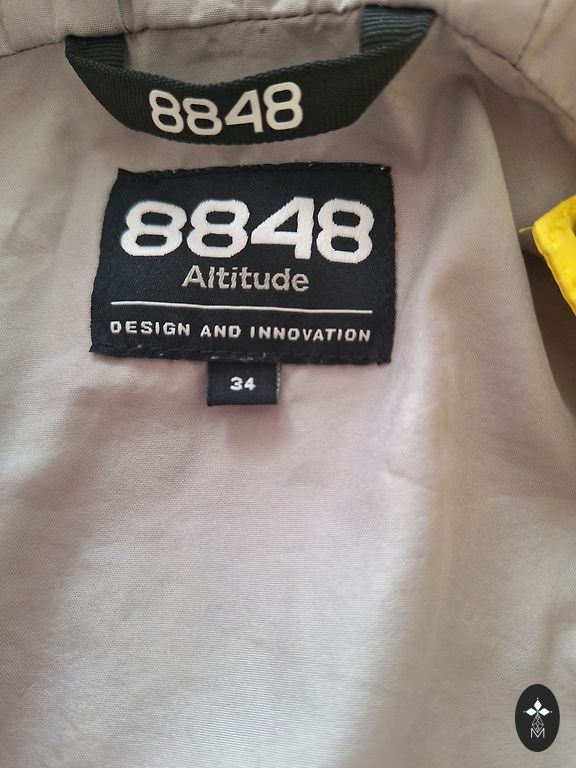 8848
8848
Altitude
DESIGN AND INNOVATION
34
M